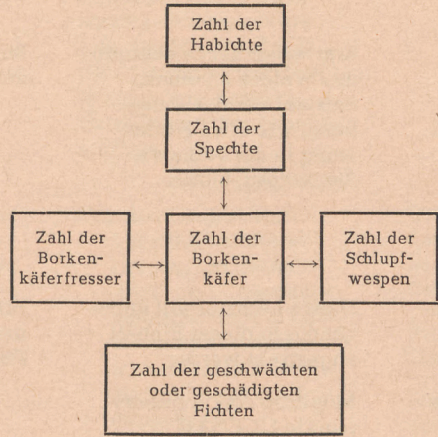 Zahl der
Habichte
Zahl der
Spechte
Zahl der
Borken-
käferfresser
Zahl der
Borken-
käfer
Zahl der
Schlupf-
wespen
Zahl der geschwächten
oder geschädigten
Fichten